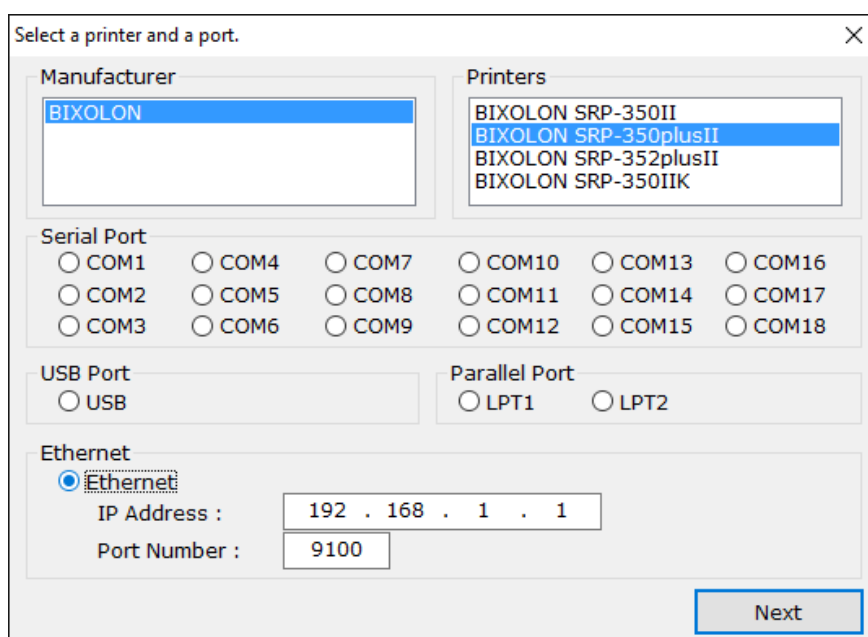 Select a printer and a port.
Manufacturer
BIXOLON
Printers
BIXOLON SRP-350II
BIXOLON SRP-350plusII
BIXOLON SRP-352plusII
BIXOLON SRP-350IIK
Serial Port
COM1 COM4 COM7 COM10 COM13 COM16
COM2 COM5 COM8 COM11 COM14 COM17
COM3 COM6 COM9 COM12 COM15 COM18
USB Port
USB
Parallel Port
LPT1 LPT2
Ethernet
Ethernet
IP Address : 192 . 168 . 1 . 1
Port Number : 9100
Next